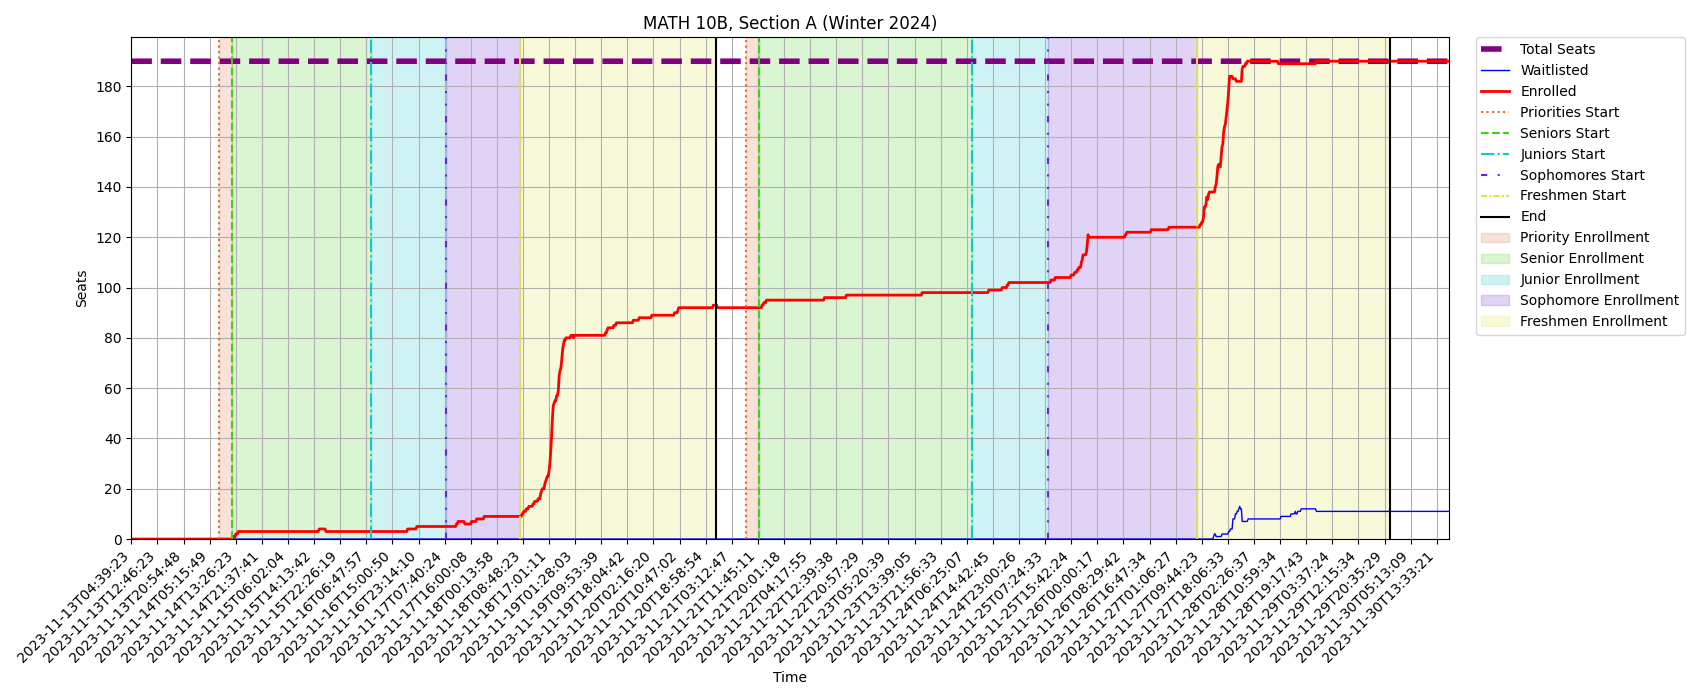 MATH 10B, Section A (Winter 2024)
Total Seats
Waitlisted
Enrolled
Priorities Start
Seniors Start
Juniors Start
Sophomores Start
Freshmen Start
End
Priority Enrollment
Senior Enrollment
Junior Enrollment
Sophomore Enrollment
Freshmen Enrollment
Seats
180
160
140
120
100
80
60
40
20
0
2023-11-13T04:39:23
2023-11-13T12:46:23
2023-11-13T20:54:48
2023-11-14T05:15:49
2023-11-14T13:26:23
2023-11-14T21:37:41
2023-11-15T06:02:04
2023-11-15T14:13:42
2023-11-15T22:26:19
2023-11-16T06:47:57
2023-11-16T15:00:50
2023-11-16T23:14:10
2023-11-17T07:40:24
2023-11-17T16:00:08
2023-11-18T00:13:58
2023-11-18T08:48:23
2023-11-18T17:01:11
2023-11-19T01:28:03
2023-11-19T09:53:39
2023-11-19T18:04:42
2023-11-20T02:16:20
2023-11-20T10:47:02
2023-11-20T18:58:54
2023-11-21T03:12:47
2023-11-21T11:45:11
2023-11-21T20:01:18
2023-11-22T04:17:55
2023-11-22T12:39:38
2023-11-22T20:57:29
2023-11-23T05:20:39
2023-11-23T13:39:05
2023-11-23T21:56:33
2023-11-24T06:25:07
2023-11-24T14:42:45
2023-11-24T23:00:26
2023-11-25T07:24:33
2023-11-25T15:42:24
2023-11-26T00:00:17
2023-11-26T08:29:42
2023-11-26T16:47:34
2023-11-27T01:06:27
2023-11-27T09:44:23
2023-11-27T18:06:33
2023-11-28T02:26:37
2023-11-28T10:59:34
2023-11-28T19:17:43
2023-11-29T03:37:24
2023-11-29T12:15:34
2023-11-29T20:35:29
2023-11-30T05:13:09
2023-11-30T13:33:21
Time